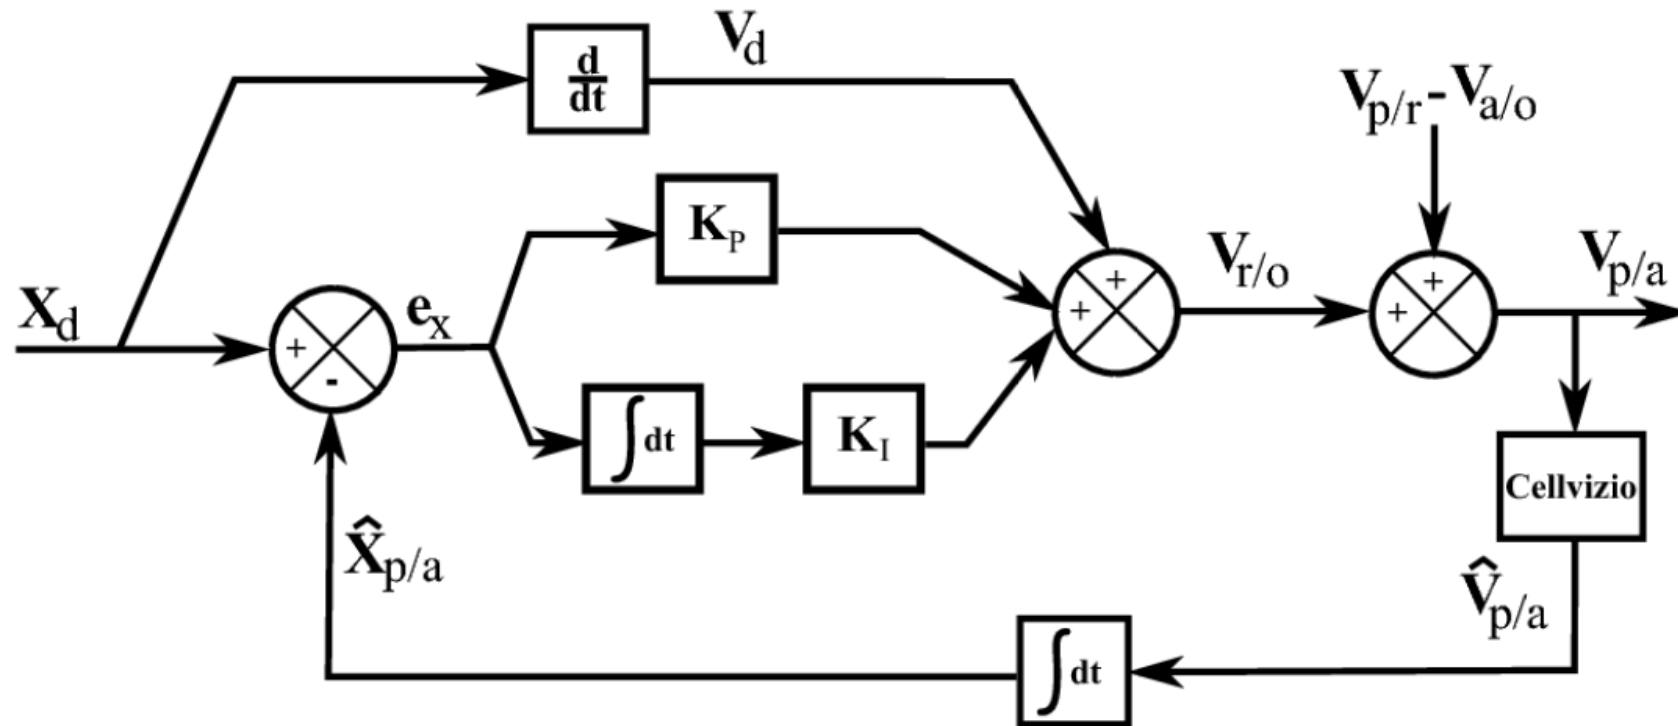 d
dt
V_d
V_p/r - V_a/o
K_P
V_r/o
V_p/a
X_d
+
-
e_x
+
+
+
+
∫ dt
K_I
Cellvizio
X̂_p/a
V̂_p/a
∫ dt